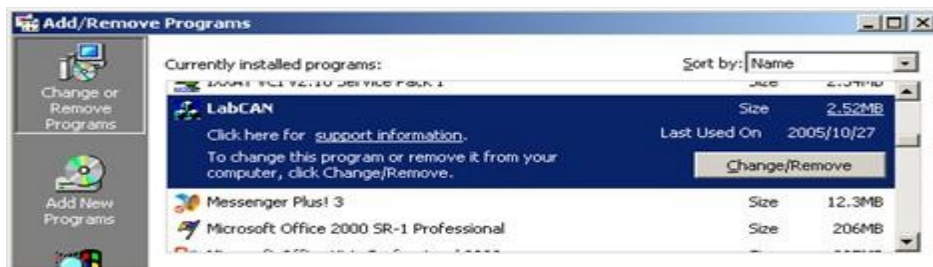 Add/Remove Programs
Change or
Remove
Programs
Add New
Programs
Currently installed programs:
Sort by: Name
Size
LabCAN
Size 2.52MB
Click here for support information.
Last Used On 2005/10/27
To change this program or remove it from your
computer, click Change/Remove.
Change/Remove
Messenger Plus! 3
Size 12.3MB
Microsoft Office 2000 SR-1 Professional
Size 206MB